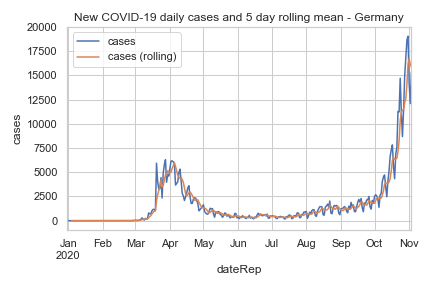 New COVID-19 daily cases and 5 day rolling mean - Germany
20000
17500
15000
12500
10000
7500
5000
2500
0
cases
cases
cases (rolling)
Jan Feb Mar Apr May Jun Jul Aug Sep Oct Nov
2020
dateRep